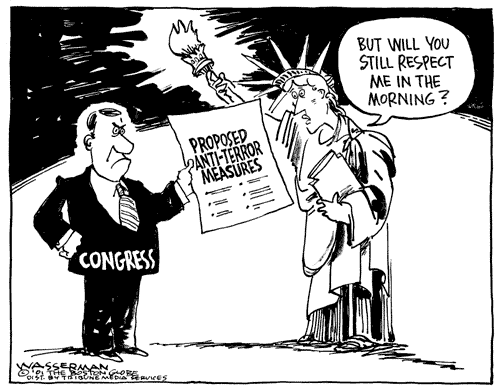 BUT WILL YOU
STILL RESPECT
ME IN THE
MORNING?
PROPOSED
ANTI-TERROR
MEASURES
CONGRESS
WASSERMAN
© '01 THE BOSTON GLOBE
DIST. BY TRIBUNE MEDIA SERVICES